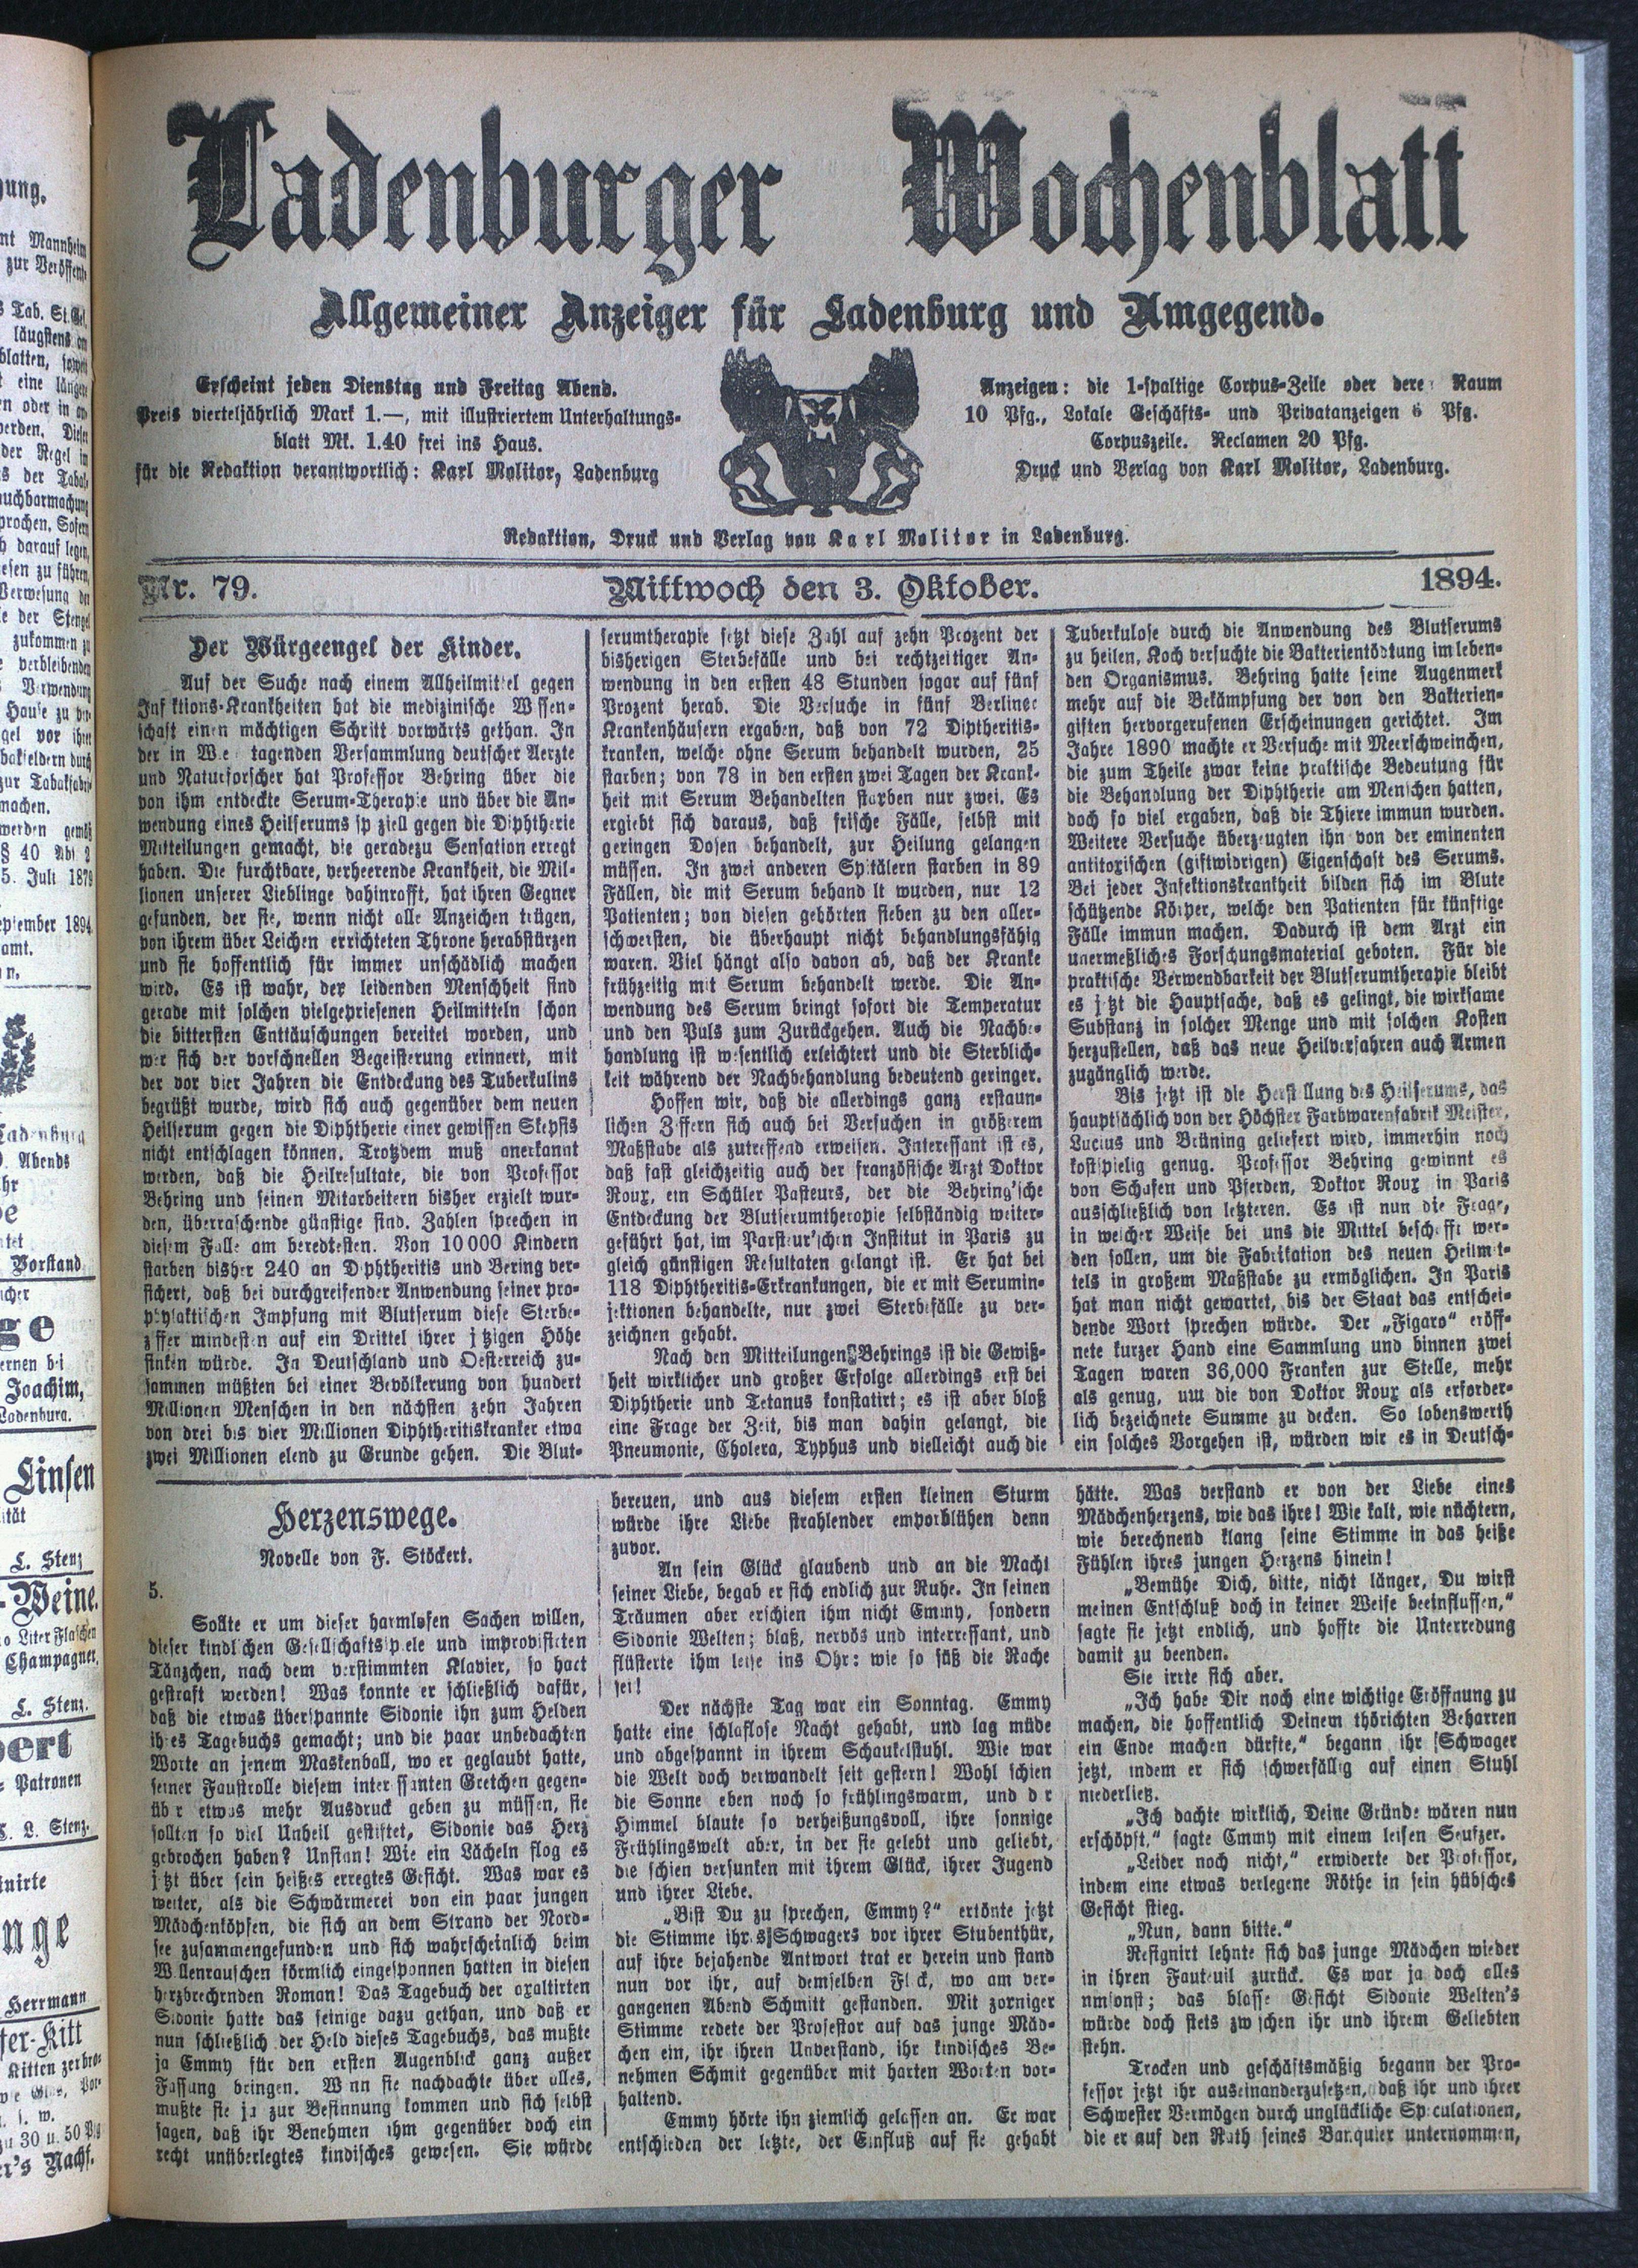 Ladenburger Wochenblatt
Allgemeiner Anzeiger für Ladenburg und Umgegend.
Erscheint jeden Dienstag und Freitag Abend.
Preis vierteljährlich Mark 1.—, mit illustriertem Unterhaltungs-
blatt Mk. 1.40 frei ins Haus.
für die Redaktion verantwortlich: Karl Molitor, Ladenburg
Anzeigen: die 1-spaltige Corpus-Zeile oder dere Raum
10 Pfg., Lokale Geschäfts- und Privatanzeigen 6 Pfg.
Corpuszeile. Reclamen 20 Pfg.
Druck und Verlag von Karl Molitor, Ladenburg.
Redaktion, Druck und Verlag von Karl Molitor in Ladenburg.
Nr. 79. Mittwoch den 3. Oktober. 1894.
Der Würgeengel der Kinder.
Auf der Suche nach einem Allheilmittel gegen
Inf ktions-Krankheiten hat die medizinische W ssen-
schaft einen mächtigen Schritt vorwärts gethan. In
der in W e tagenden Versammlung deutscher Aerzte
und Naturforscher hat Professor Behring über die
von ihm entdeckte Serum-Therapie und über die An-
wendung eines Heilserums sp ziell gegen die Diphtherie
Mitteilungen gemacht, die geradezu Sensation erregt
haben. Die furchtbare, verheerende Krankheit, die Mil-
lionen unserer Lieblinge dahinrafft, hat ihren Gegner
gefunden, der sie, wenn nicht alle Anzeichen trügen,
von ihrem über Leichen errichteten Throne herabstürzen
und sie hoffentlich für immer unschädlich machen
wird. Es ist wahr, der leidenden Menschheit sind
gerade mit solchen vielgepriesenen Heilmitteln schon
die bittersten Enttäuschungen bereitet worden, und
wer sich der vorschnellen Begeisterung erinnert, mit
der vor vier Jahren die Entdeckung des Tuberkulins
begrüßt wurde, wird sich auch gegenüber dem neuen
Heilserum gegen die Diphtherie einer gewissen Skepsis
nicht entschlagen können. Trotzdem muß anerkannt
werden, daß die Heilresultate, die von Professor
Behring und seinen Mitarbeitern bisher erzielt wur-
den, überraschende günstige sind. Zahlen sprechen in
diesem Falle am beredtesten. Von 10000 Kindern
starben bisher 240 an Diphtheritis und Bering ver-
sichert, daß bei durchgreifender Anwendung seiner pro-
phylaktischen Impfung mit Blutserum diese Sterbe-
z ffer mindesten auf ein Drittel ihrer j tzigen Höhe
sinken würde. In Deutschland und Oesterreich zu-
sammen müßten bei einer Bevölkerung von hundert
Millionen Menschen in den nächsten zehn Jahren
von drei bis vier Millionen Diphtheritiskranker etwa
zwei Millionen elend zu Grunde gehen. Die Blut-
serumtherapie setzt diese Zahl auf zehn Prozent der
bisherigen Sterbefälle und bei rechtzeitiger An-
wendung in den ersten 48 Stunden sogar auf fünf
Prozent herab. Die Versuche in fünf Berliner
Krankenhäusern ergaben, daß von 72 Diptheritis-
kranken, welche ohne Serum behandelt wurden, 25
starben; von 78 in den ersten zwei Tagen der Krank-
heit mit Serum Behandelten starben nur zwei. Es
ergiebt sich daraus, daß frische Fälle, selbst mit
geringen Dosen behandelt, zur Heilung gelangen
müssen. In zwei anderen Spitälern starben in 89
Fällen, die mit Serum behand lt wurden, nur 12
Patienten; von diesen gehörten sieben zu den aller-
schwersten, die überhaupt nicht behandlungsfähig
waren. Viel hängt also davon ab, daß der Kranke
frühzeitig mit Serum behandelt werde. Die An-
wendung des Serum bringt sofort die Temperatur
und den Puls zum Zurückgehen. Auch die Nachbe-
handlung ist wesentlich erleichtert und die Sterblich-
keit während der Nachbehandlung bedeutend geringer.
Hoffen wir, daß die allerdings ganz erstaun-
lichen Ziffern sich auch bei Versuchen in größerem
Maßstabe als zutreffend erweisen. Interessant ist es,
daß fast gleichzeitig auch der französische Arzt Doktor
Roux, ein Schüler Pasteurs, der die Behring'sche
Entdeckung der Blutserumtherapie selbständig weiter-
geführt hat, im Parsteur'schen Institut in Paris zu
gleich günstigen Resultaten gelangt ist. Er hat bei
118 Diphtheritis-Erkrankungen, die er mit Serumin-
jektionen behandelte, nur zwei Sterbefälle zu ver-
zeichnen gehabt.
Nach den Mitteilungen Behrings ist die Gewiß-
heit wirklicher und großer Erfolge allerdings erst bei
Diphtherie und Tetanus konstatirt; es ist aber bloß
eine Frage der Zeit, bis man dahin gelangt, die
Pneumonie, Cholera, Typhus und vielleicht auch die
Tuberkulose durch die Anwendung des Blutserums
zu heilen. Koch versuchte die Bakterientödtung im leben-
den Organismus. Behring hatte seine Augenmerk
mehr auf die Bekämpfung der von den Bakterien-
giften hervorgerufenen Erscheinungen gerichtet. Im
Jahre 1890 machte er Versuche mit Meerschweinchen,
die zum Theile zwar keine praktische Bedeutung für
die Behandlung der Diphtherie am Menschen hatten,
doch so viel ergaben, daß die Thiere immun wurden.
Weitere Versuche überzeugten ihn von der eminenten
antitoxischen (giftwidrigen) Eigenschaft des Serums.
Bei jeder Infektionskrankheit bilden sich im Blute
schützende Körper, welche den Patienten für künftige
Fälle immun machen. Dadurch ist dem Arzt ein
unermeßliches Forschungsmaterial geboten. Für die
praktische Verwendbarkeit der Blutserumtherapie bleibt
es j tzt die Hauptsache, daß es gelingt, die wirksame
Substanz in solcher Menge und mit solchen Kosten
herzustellen, daß das neue Heilverfahren auch Armen
zugänglich werde.
Bis jetzt ist die Herstellung des Heilserums, das
hauptsächlich von der Höchster Farbwarenfabrik Meister,
Lucius und Brüning geliefert wird, immerhin noch
kostspielig genug. Professor Behring gewinnt es
von Schafen und Pferden, Doktor Roux in Paris
ausschließlich von letzteren. Es ist nun die Frage,
in welcher Weise bei uns die Mittel besch fft wer-
den sollen, um die Fabrikation des neuen Heilmit-
tels in großem Maßstabe zu ermöglichen. In Paris
hat man nicht gewartet, bis der Staat das entschei-
dende Wort sprechen würde. Der „Figaro“ eröff-
nete kurzer Hand eine Sammlung und binnen zwei
Tagen waren 36,000 Franken zur Stelle, mehr
als genug, um die von Doktor Roux als erforder-
lich bezeichnete Summe zu decken. So lobenswerth
ein solches Vorgehen ist, würden wir es in Deutsch-
Herzenswege.
Novelle von F. Stöckert.
5.
Sollte er um dieser harmlosen Sachen willen,
dieser kindlichen Gesellschaftsspiele und improvisirten
Tänzchen, nach dem verstimmten Klavier, so hart
gestraft werden! Was konnte er schließlich dafür,
daß die etwas überspannte Sidonie ihn zum Helden
ihres Tagebuchs gemacht; und die paar unbedachten
Worte an jenem Maskenball, wo er geglaubt hatte,
seiner Faustrolle diesem inter ssanten Gretchen gegen-
üb r etwas mehr Ausdruck geben zu müssen, sie
sollten so viel Unheil gestiftet, Sidonie das Herz
gebrochen haben? Unsinn! Wie ein Lächeln flog es
j tzt über sein heißes erregtes Gesicht. Was war es
weiter, als die Schwärmerei von ein paar jungen
Mädchenköpfen, die sich an dem Strand der Nord-
see zusammengefunden und sich wahrscheinlich beim
W llenrauschen förmlich eingesponnen hatten in diesen
herzbrechrnden Roman! Das Tagebuch der exaltirten
Sidonie hatte das seinige dazu gethan, und daß er
nun schließlich der Held dieses Tagebuchs, das mußte
ja Emmy für den ersten Augenblick ganz außer
Fassung bringen. W nn sie nachdachte über alles,
mußte sie ja zur Besinnung kommen und sich selbst
sagen, daß ihr Benehmen ihm gegenüber doch ein
recht unüberlegtes kindisches gewesen. Sie würde
bereuen, und aus diesem ersten kleinen Sturm
würde ihre Liebe strahlender emporblühen denn
zuvor.
An sein Glück glaubend und an die Macht
seiner Liebe, begab er sich endlich zur Ruhe. In seinen
Träumen aber erschien ihm nicht Emmy, sondern
Sidonie Welten; blaß, nervös und interressant, und
flüsterte ihm leise ins Ohr: wie so süß die Rache
sei!
Der nächste Tag war ein Sonntag. Emmy
hatte eine schlaflose Nacht gehabt, und lag müde
und abgespannt in ihrem Schaukelstuhl. Wie war
die Welt doch verwandelt seit gestern! Wohl schien
die Sonne eben noch so frühlingswarm, und d r
Himmel blaute so verheißungsvoll, ihre sonnige
Frühlingswelt aber, in der sie gelebt und geliebt,
die schien versunken mit ihrem Glück, ihrer Jugend
und ihrer Liebe.
„Bist Du zu sprechen, Emmy?“ ertönte jetzt
die Stimme ihr s Schwagers vor ihrer Stubenthür,
auf ihre bejahende Antwort trat er herein und stand
nun vor ihr, auf demselben Fl ck, wo am ver-
gangenen Abend Schmitt gestanden. Mit zorniger
Stimme redete der Professor auf das junge Mäd-
chen ein, ihr ihren Unverstand, ihr kindisches Be-
nehmen Schmit gegenüber mit harten Worten vor-
haltend.
Emmy hörte ihn ziemlich gelassen an. Er war
entschieden der letzte, der Einfluß auf sie gehabt
hätte. Was verstand er von der Liebe eines
Mädchenherzens, wie das ihre! Wie kalt, wie nüchtern,
wie berechnend klang seine Stimme in das heiße
Fühlen ihres jungen Herzens hinein!
„Bemühe Dich, bitte, nicht länger, Du wirst
meinen Entschluß doch in keiner Weise beeinflussen,“
sagte sie jetzt endlich, und hoffte die Unterredung
damit zu beenden.
Sie irrte sich aber.
„Ich habe Dir noch eine wichtige Eröffnung zu
machen, die hoffentlich Deinem thörichten Beharren
ein Ende machen dürfte,“ begann ihr Schwager
jetzt, indem er sich schwerfällig auf einen Stuhl
niederließ.
„Ich dachte wirklich, Deine Gründe wären nun
erschöpft,“ sagte Emmy mit einem leisen Seufzer.
„Leider noch nicht,“ erwiderte der Professor,
indem eine etwas verlegene Röthe in sein hübsches
Gesicht stieg.
„Nun, dann bitte.“
Resignirt lehnte sich das junge Mädchen wieder
in ihren Fauteuil zurück. Es war ja doch alles
nmsonst; das blasse Gesicht Sidonie Welten's
würde doch stets zw schen ihr und ihrem Geliebten
stehn.
Trocken und geschäftsmäßig begann der Pro-
fessor jetzt ihr auseinanderzusetzen, daß ihr und ihrer
Schwester Vermögen durch unglückliche Speculationen,
die er auf den Rath seines Banquier unternommen,